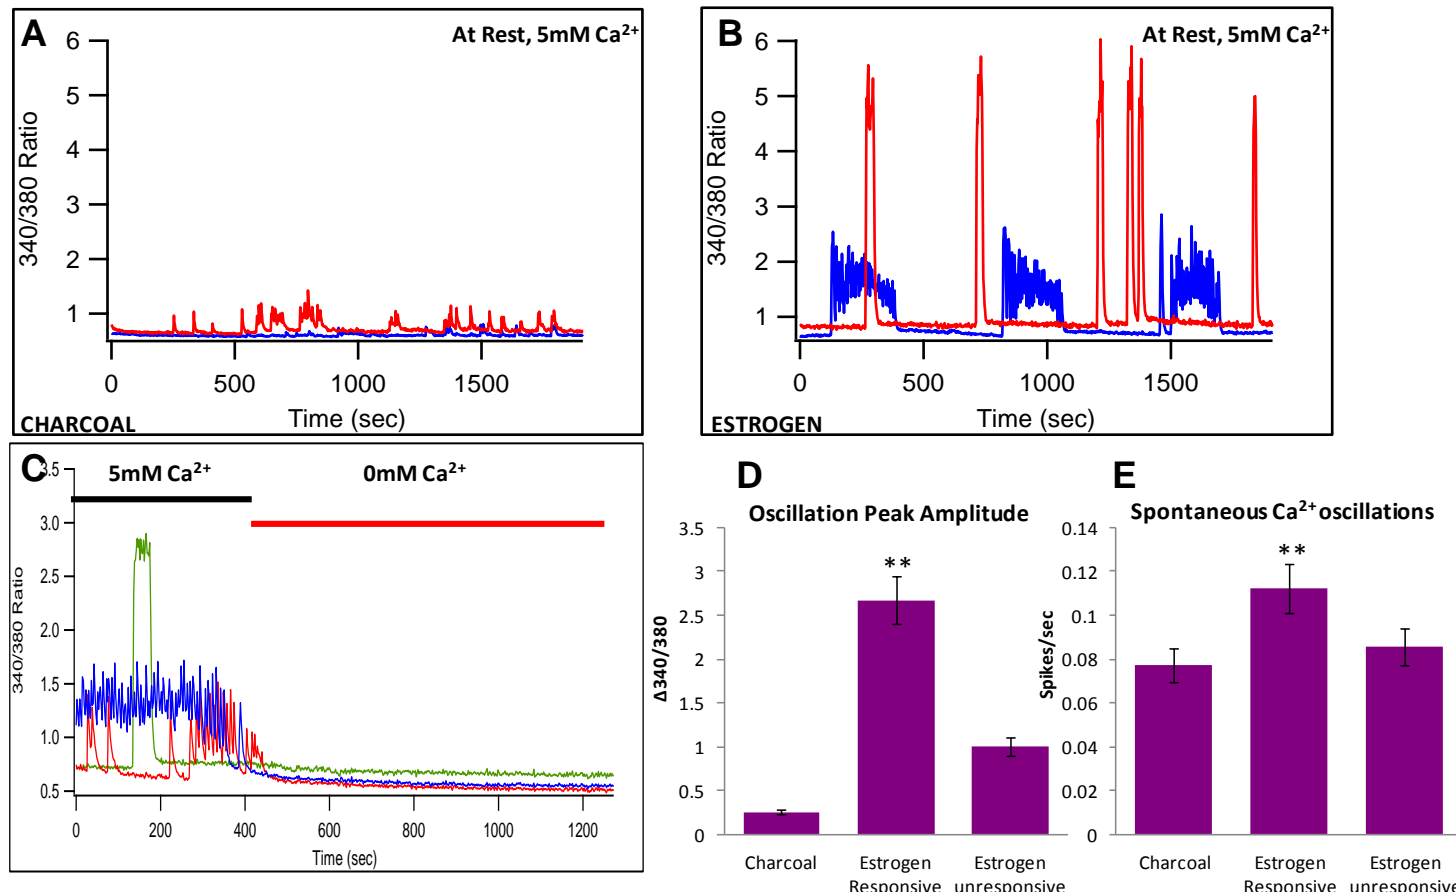 A
At Rest, 5mM Ca²⁺
6
5
4
3
2
1
340/380 Ratio
0
500
1000
1500
Time (sec)
CHARCOAL
B
At Rest, 5mM Ca²⁺
6
5
4
3
2
1
340/380 Ratio
0
500
1000
1500
Time (sec)
ESTROGEN
C
5mM Ca²⁺
0mM Ca²⁺
3.5
3.0
2.5
2.0
1.5
1.0
0.5
340/380 Ratio
0
200
400
600
800
1000
1200
Time (sec)
D
Oscillation Peak Amplitude
3.5
3
2.5
2
1.5
1
0.5
0
Δ340/380
**
Charcoal
Estrogen
Responsive
Estrogen
unresponsive
E
Spontaneous Ca²⁺ oscillations
0.14
0.12
0.1
0.08
0.06
0.04
0.02
0
Spikes/sec
**
Charcoal
Estrogen
Responsive
Estrogen
unresponsive